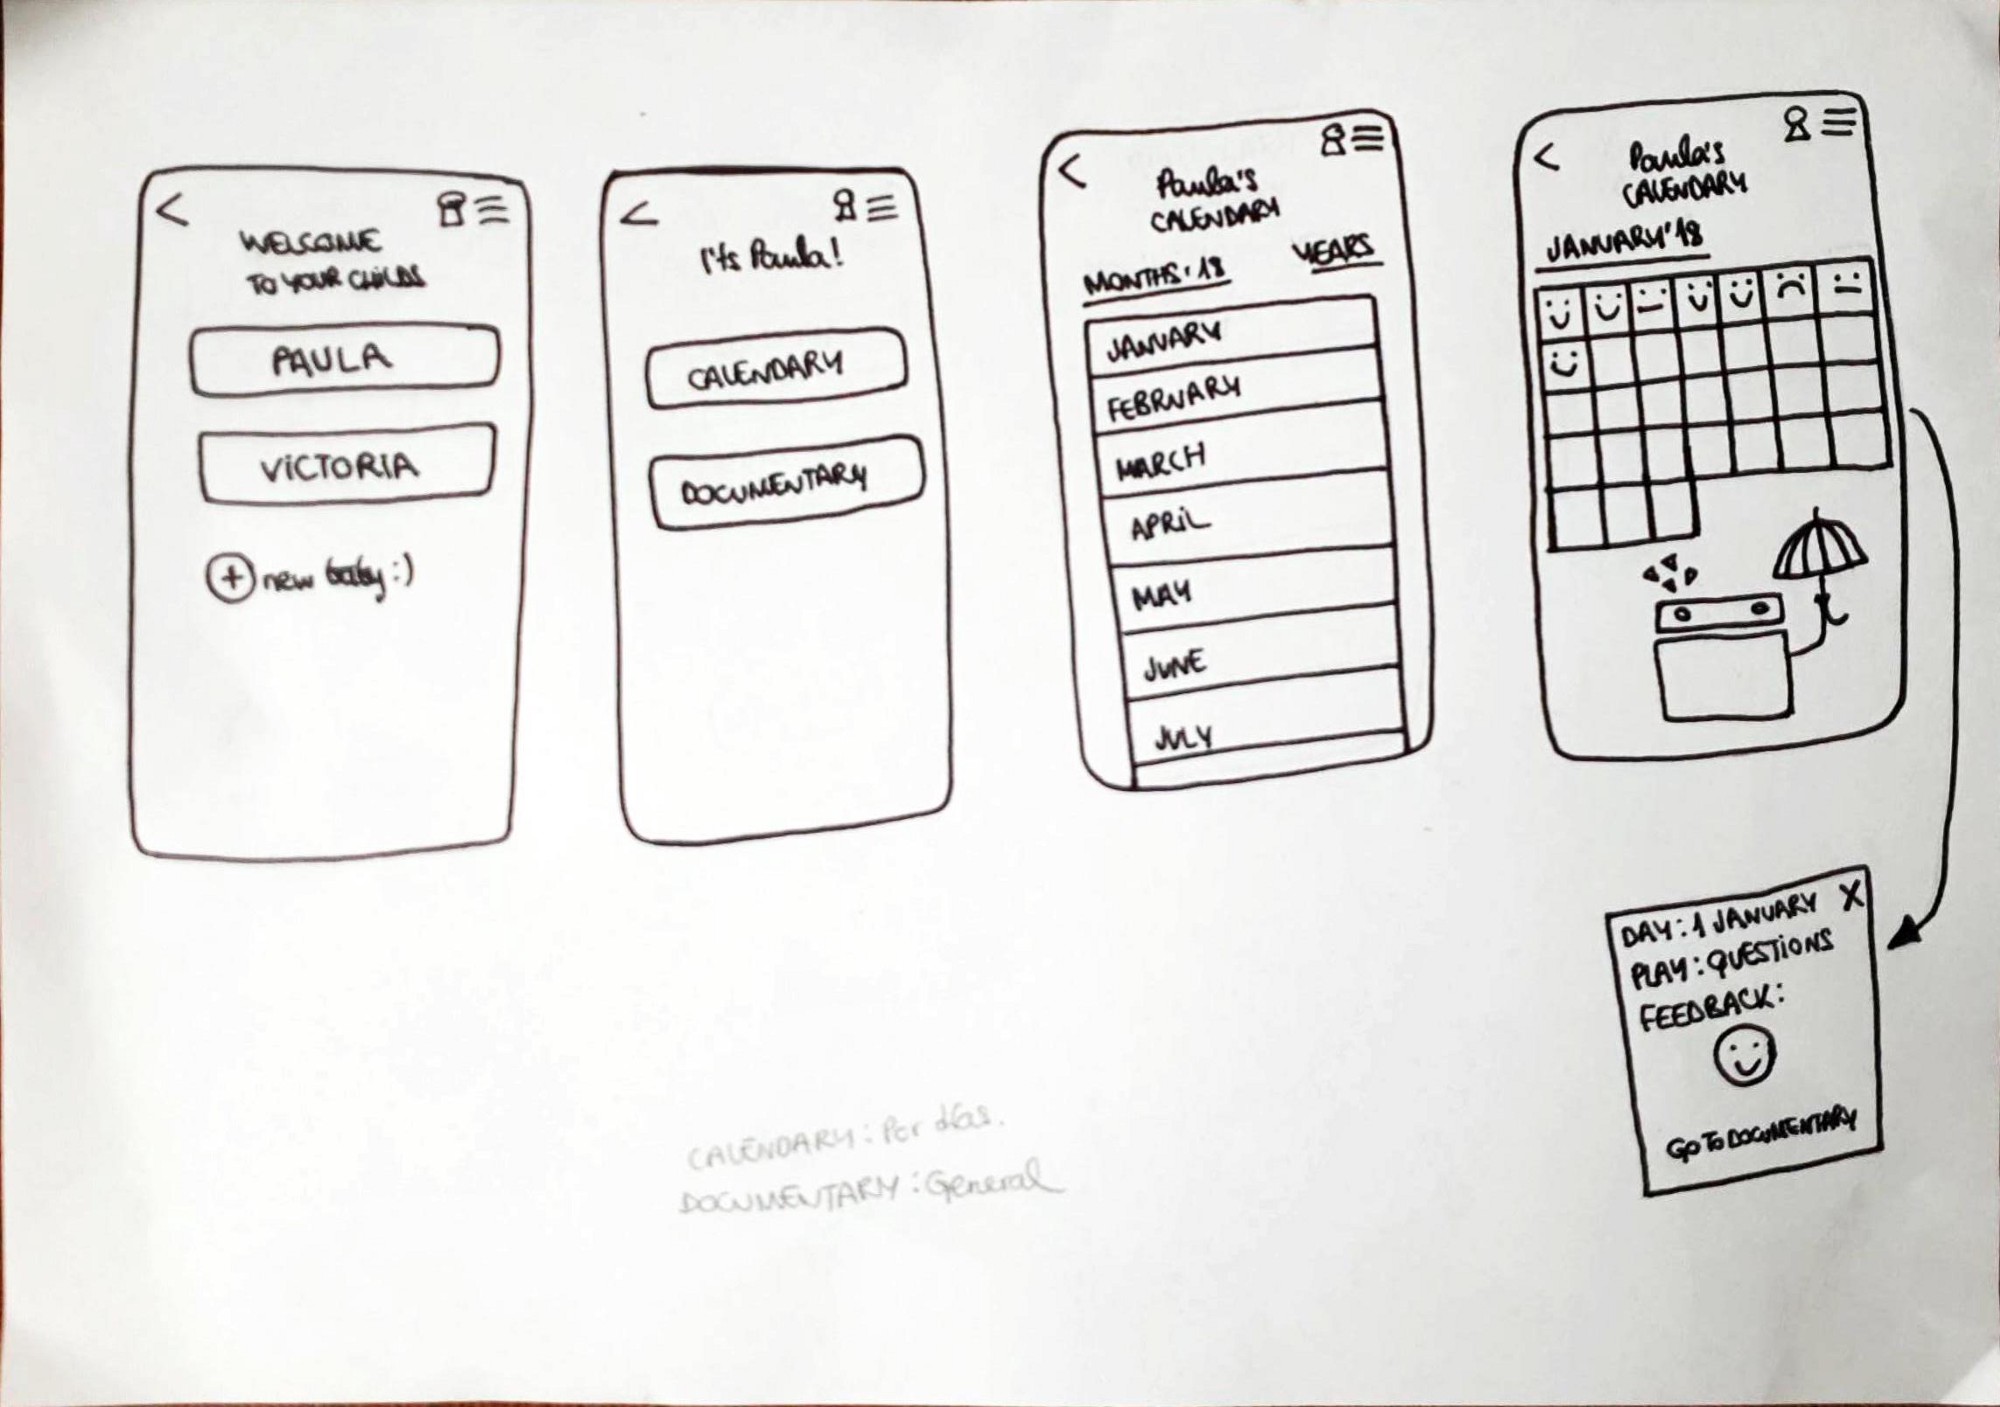 WELCOME
TO YOUR CHILDS
PAULA
VICTORIA
+ new baby :)
It's Paula!
CALENDARY
DOCUMENTARY
Paula's
CALENDARY
MONTHS '18
YEARS
JANUARY
FEBRUARY
MARCH
APRIL
MAY
JUNE
JULY
Paula's
CALENDARY
JANUARY '18
DAY: 1 JANUARY X
PLAY: QUESTIONS
FEEDBACK:
GO TO DOCUMENTARY
CALENDARY: Por días.
DOCUMENTARY: General